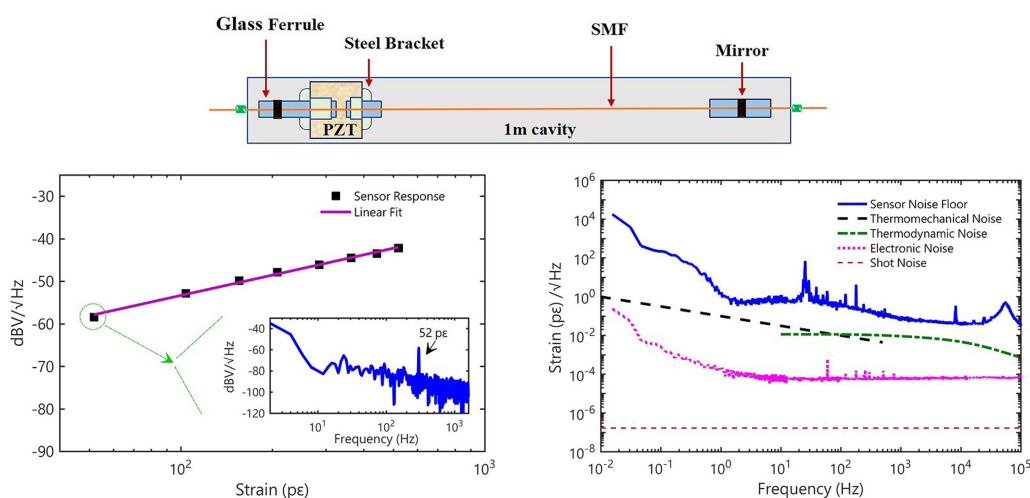 Glass Ferrule
Steel Bracket
SMF
Mirror
PZT
1m cavity
dBV/√Hz
-30
-40
-50
-60
-70
-80
-90
Sensor Response
Linear Fit
dBV/√Hz
-40
-60
-80
-100
-120
52 pε
10¹
10²
10³
Frequency (Hz)
10²
10³
Strain (pε)
Strain (pε)/√Hz
10⁶
10⁴
10²
10⁰
10⁻²
10⁻⁴
10⁻⁶
10⁻⁸
Sensor Noise Floor
Thermomechanical Noise
Thermodynamic Noise
Electronic Noise
Shot Noise
10⁻²
10⁻¹
10⁰
10¹
10²
10³
10⁴
10⁵
Frequency (Hz)